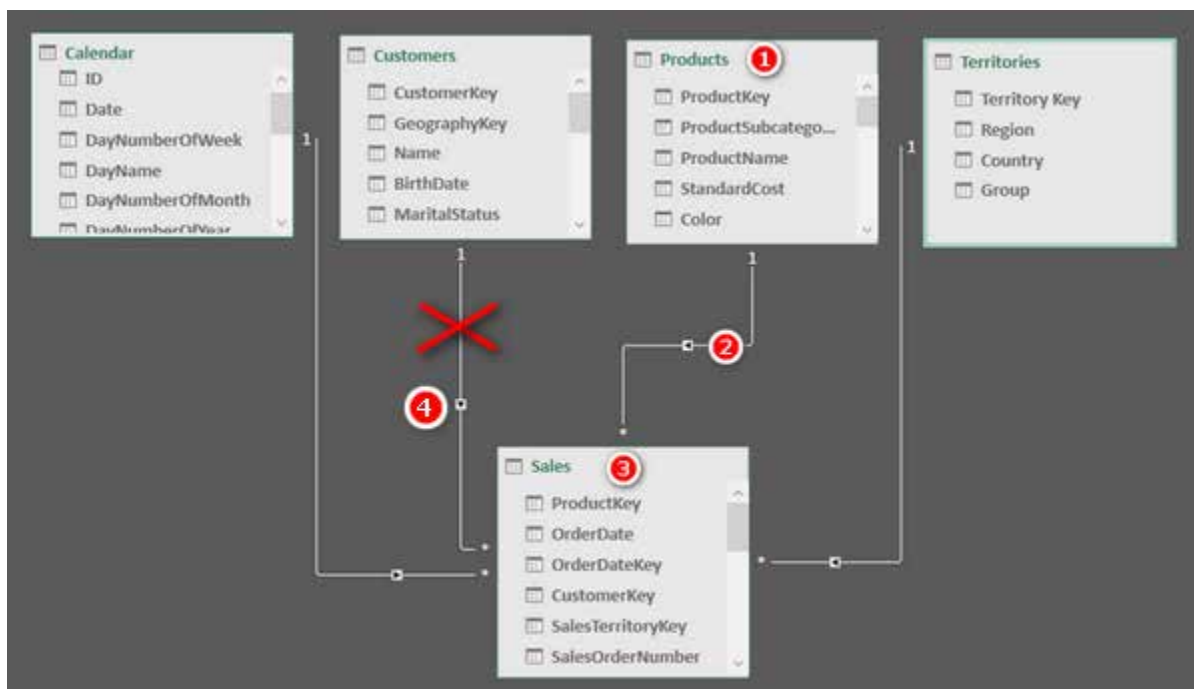 Calendar
ID
Date
DayNumberOfWeek
DayName
DayNumberOfMonth
DayNumberOfYear
Customers
CustomerKey
GeographyKey
Name
BirthDate
MaritalStatus
Products 1
ProductKey
ProductSubcatego...
ProductName
StandardCost
Color
Territories
Territory Key
Region
Country
Group
1
1
1
1
2
4
*
Sales 3
ProductKey
OrderDate
OrderDateKey
CustomerKey
SalesTerritoryKey
SalesOrderNumber
*
*
*